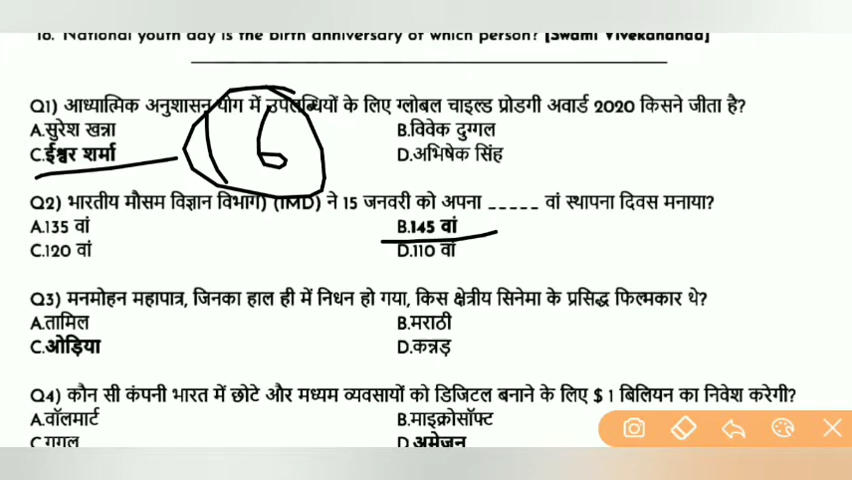 16. National youth day is the birth anniversary of which person? [Swami Vivekananda]
Q1) आध्यात्मिक अनुशासन योग में उपलब्धियों के लिए ग्लोबल चाइल्ड प्रोडगी अवार्ड 2020 किसने जीता है?
A.सुरेश खन्ना B.विवेक दुग्गल
C.ईश्वर शर्मा D.अभिषेक सिंह
16
Q2) भारतीय मौसम विज्ञान विभाग) (IMD) ने 15 जनवरी को अपना _____ वां स्थापना दिवस मनाया?
A.135 वां B.145 वां
C.120 वां D.110 वां
Q3) मनमोहन महापात्र, जिनका हाल ही में निधन हो गया, किस क्षेत्रीय सिनेमा के प्रसिद्ध फिल्मकार थे?
A.तामिल B.मराठी
C.ओड़िया D.कन्नड़
Q4) कौन सी कंपनी भारत में छोटे और मध्यम व्यवसायों को डिजिटल बनाने के लिए $ 1 बिलियन का निवेश करेगी?
A.वॉलमार्ट B.माइक्रोसॉफ्ट
C.गूगल D.अमेजन